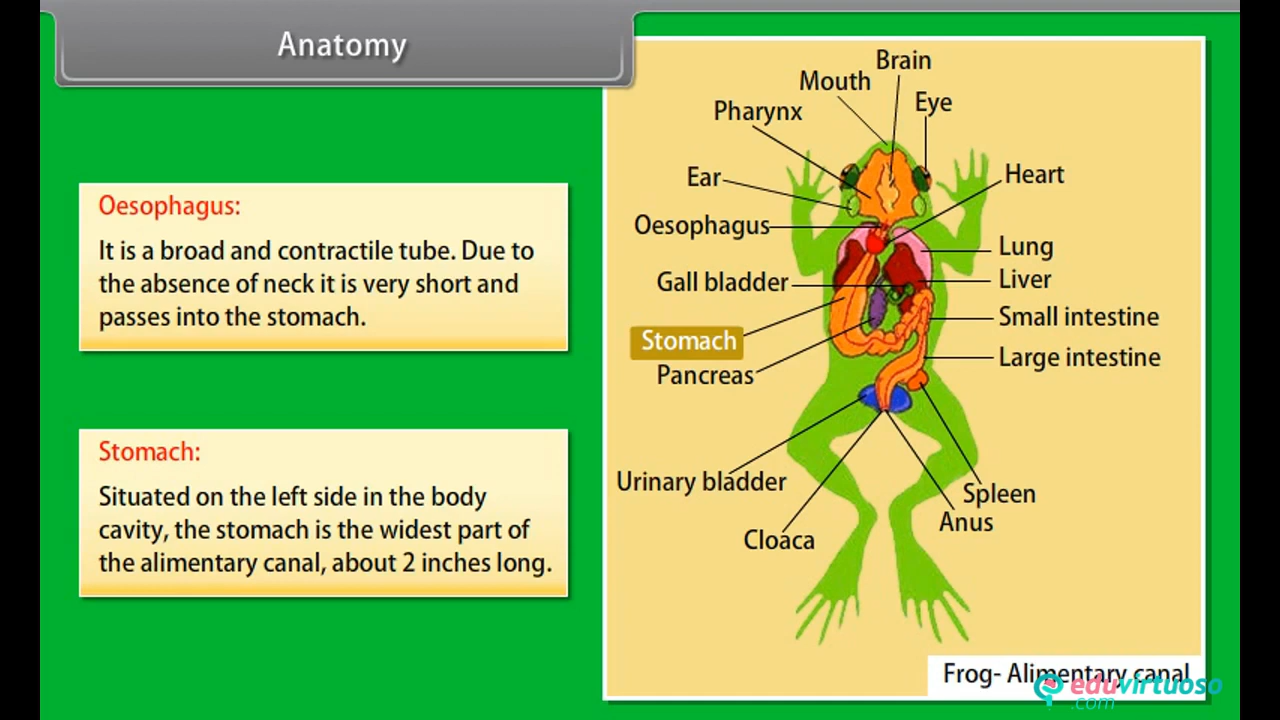 Anatomy
Oesophagus:
It is a broad and contractile tube. Due to
the absence of neck it is very short and
passes into the stomach.
Stomach:
Situated on the left side in the body
cavity, the stomach is the widest part of
the alimentary canal, about 2 inches long.
Brain
Mouth
Eye
Pharynx
Ear
Heart
Oesophagus
Lung
Gall bladder
Liver
Small intestine
Stomach
Large intestine
Pancreas
Urinary bladder
Spleen
Anus
Cloaca
Frog- Alimentary canal
eduvirtuoso
.com